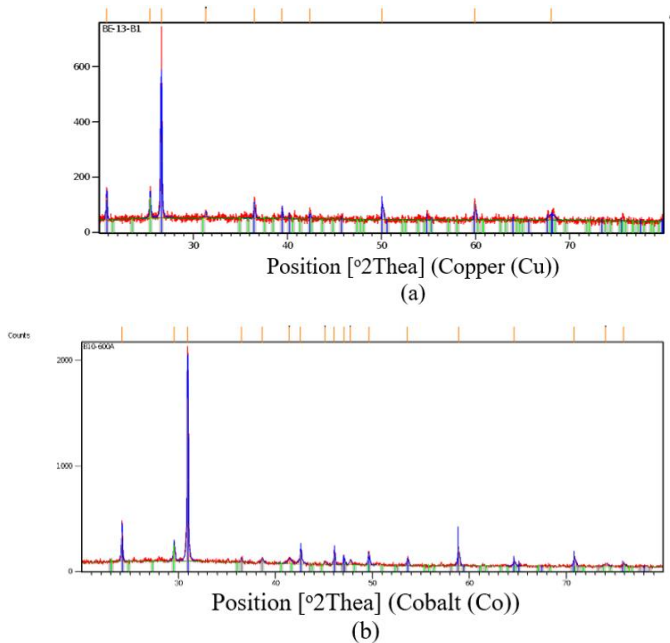 BE-13-B1
600
400
200
0
30 40 50 60 70
Position [°2Thea] (Copper (Cu))
(a)
Counts
B10-600A
2000
1000
0
30 40 50 60 70
Position [°2Thea] (Cobalt (Co))
(b)